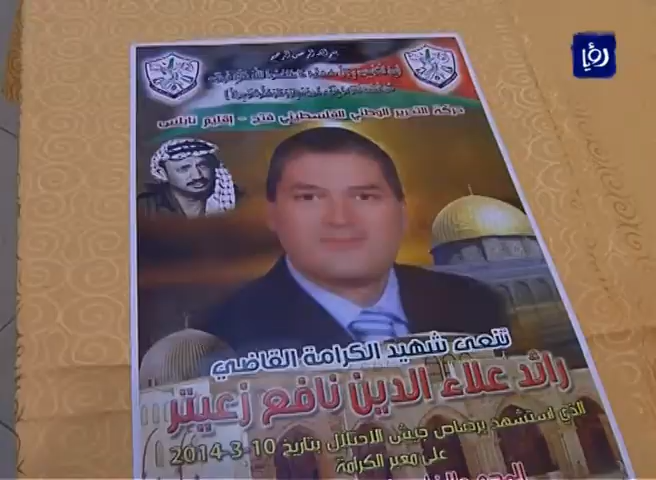 رؤيا
بسم الله الرحمن الرحيم
حركة التحرير الوطني الفلسطيني فتح - إقليم نابلس
تنعى شهيد الكرامة القاضي
رائد علاء الدين نافع زعيتر
الذي استشهد برصاص جيش الاحتلال بتاريخ 10-3-2014
على معبر الكرامة